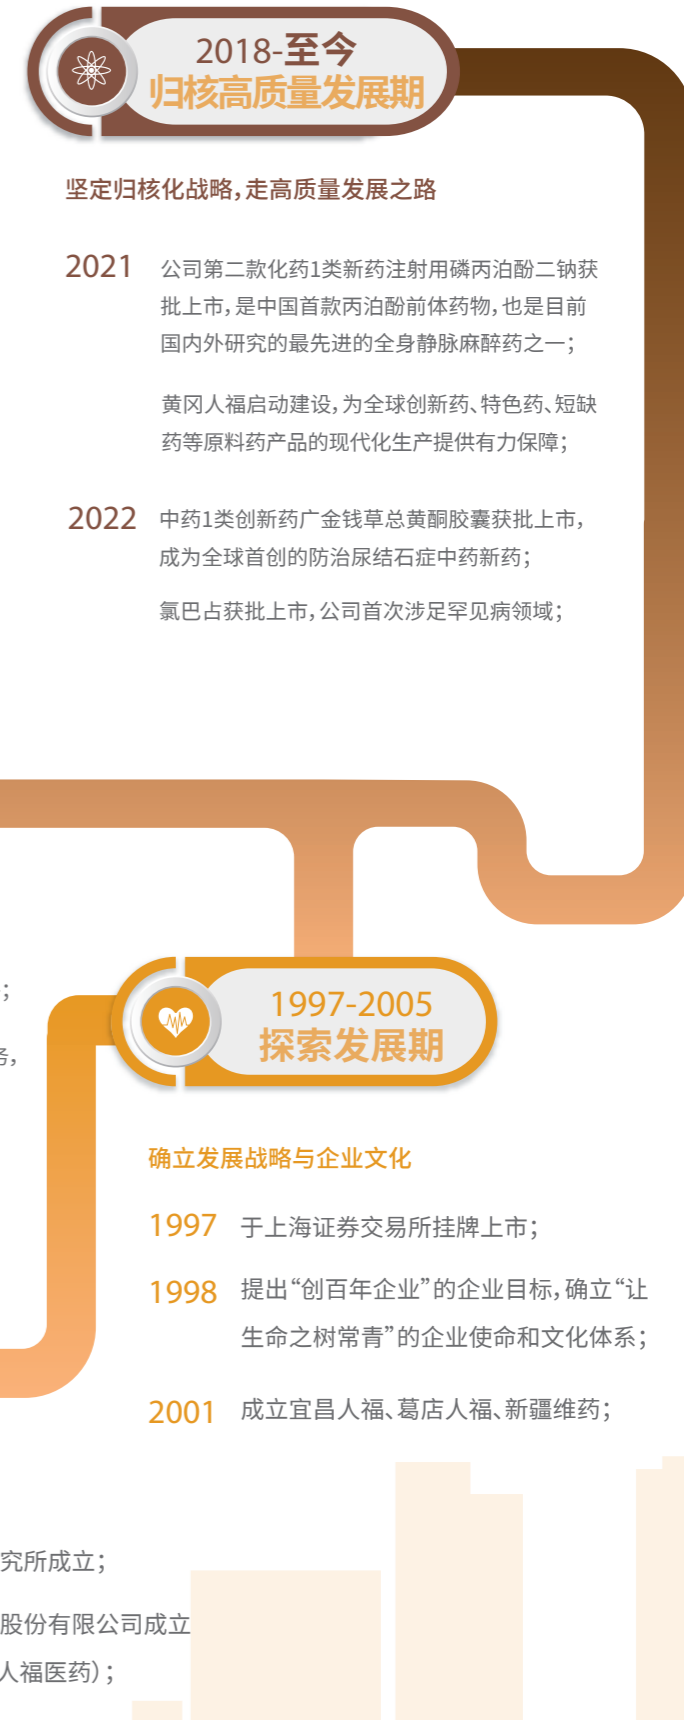 2018-至今
归核高质量发展期
坚定归核化战略,走高质量发展之路
2021
公司第二款化药1类新药注射用磷丙泊酚二钠获
批上市,是中国首款丙泊酚前体药物,也是目前
国内外研究的最先进的全身静脉麻醉药之一;
黄冈人福启动建设,为全球创新药、特色药、短缺
药等原料药产品的现代化生产提供有力保障;
2022
中药1类创新药广金钱草总黄酮胶囊获批上市,
成为全球首创的防治尿结石症中药新药;
氯巴占获批上市,公司首次涉足罕见病领域;
;
务,
1997-2005
探索发展期
确立发展战略与企业文化
1997 于上海证券交易所挂牌上市;
1998 提出“创百年企业”的企业目标,确立“让
生命之树常青”的企业使命和文化体系;
2001 成立宜昌人福、葛店人福、新疆维药;
究所成立;
股份有限公司成立
人福医药);